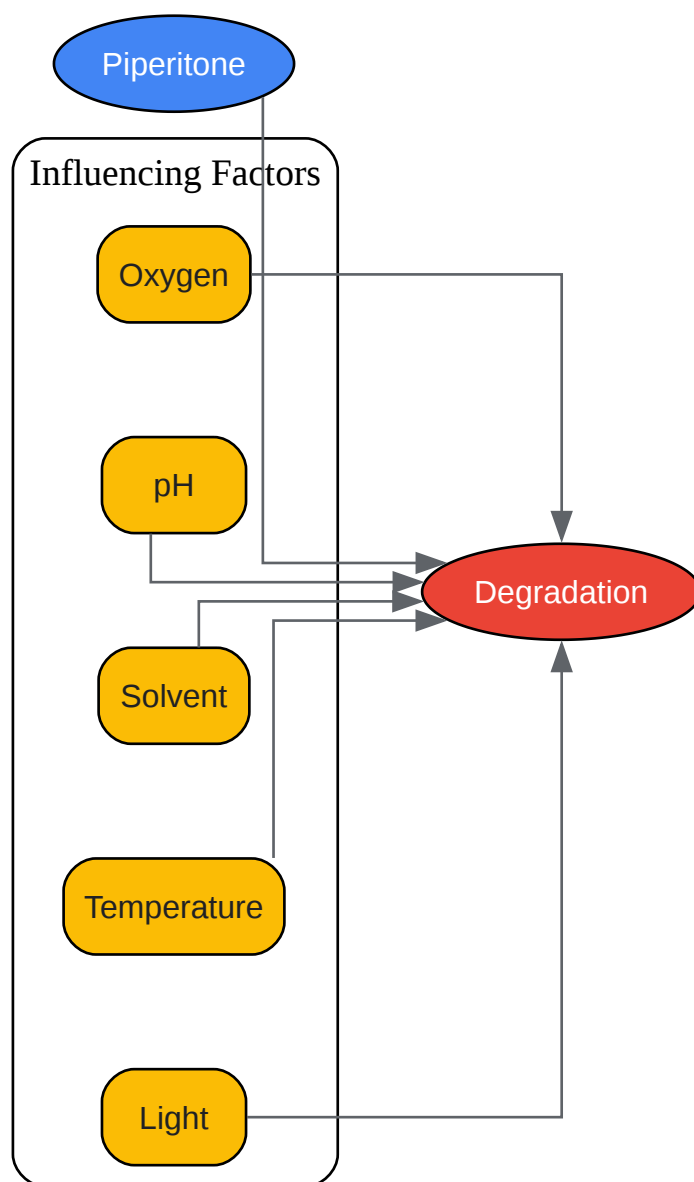 Piperitone
Influencing Factors
Oxygen
pH
Degradation
Solvent
Temperature
Light